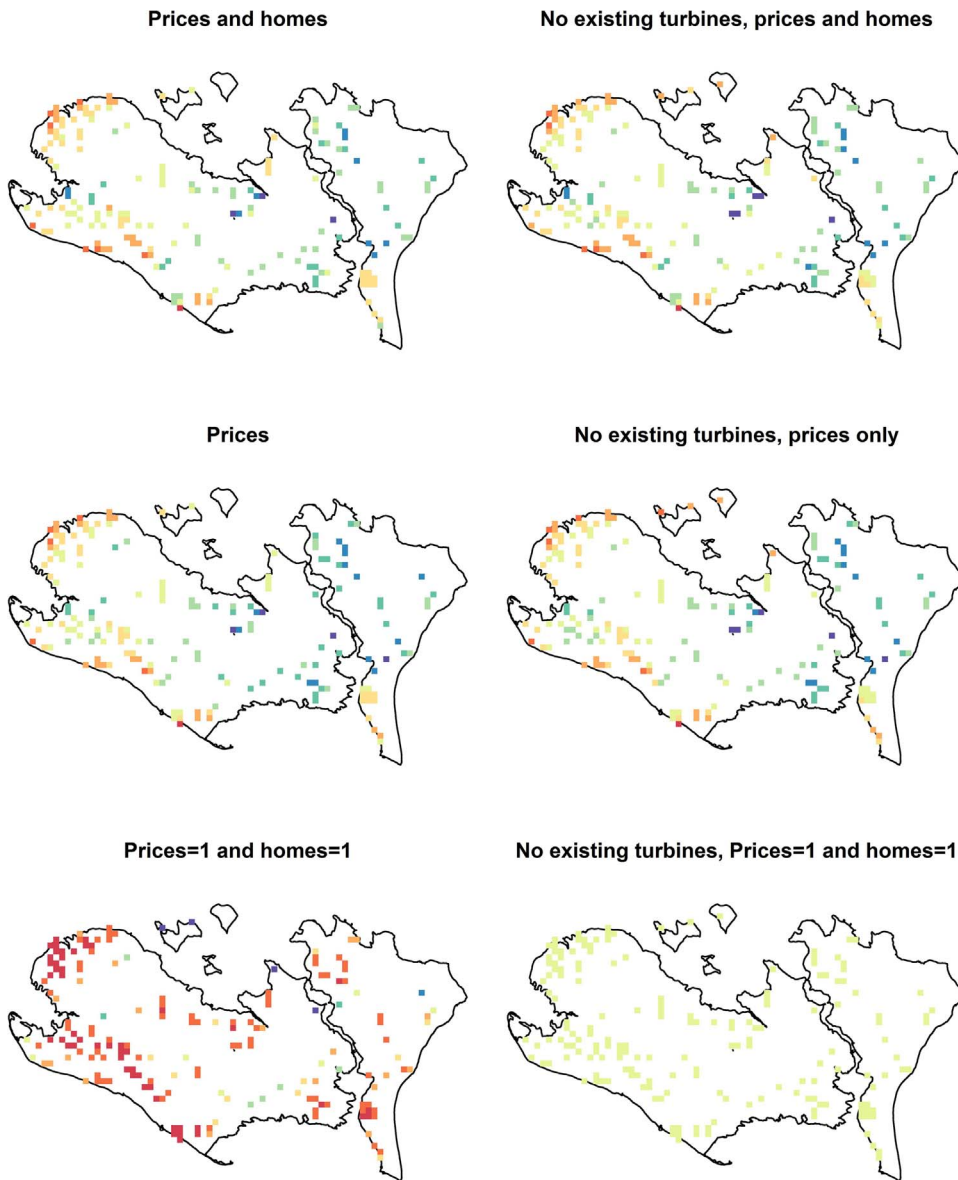 Prices and homes
No existing turbines, prices and homes
Prices
No existing turbines, prices only
Prices=1 and homes=1
No existing turbines, Prices=1 and homes=1